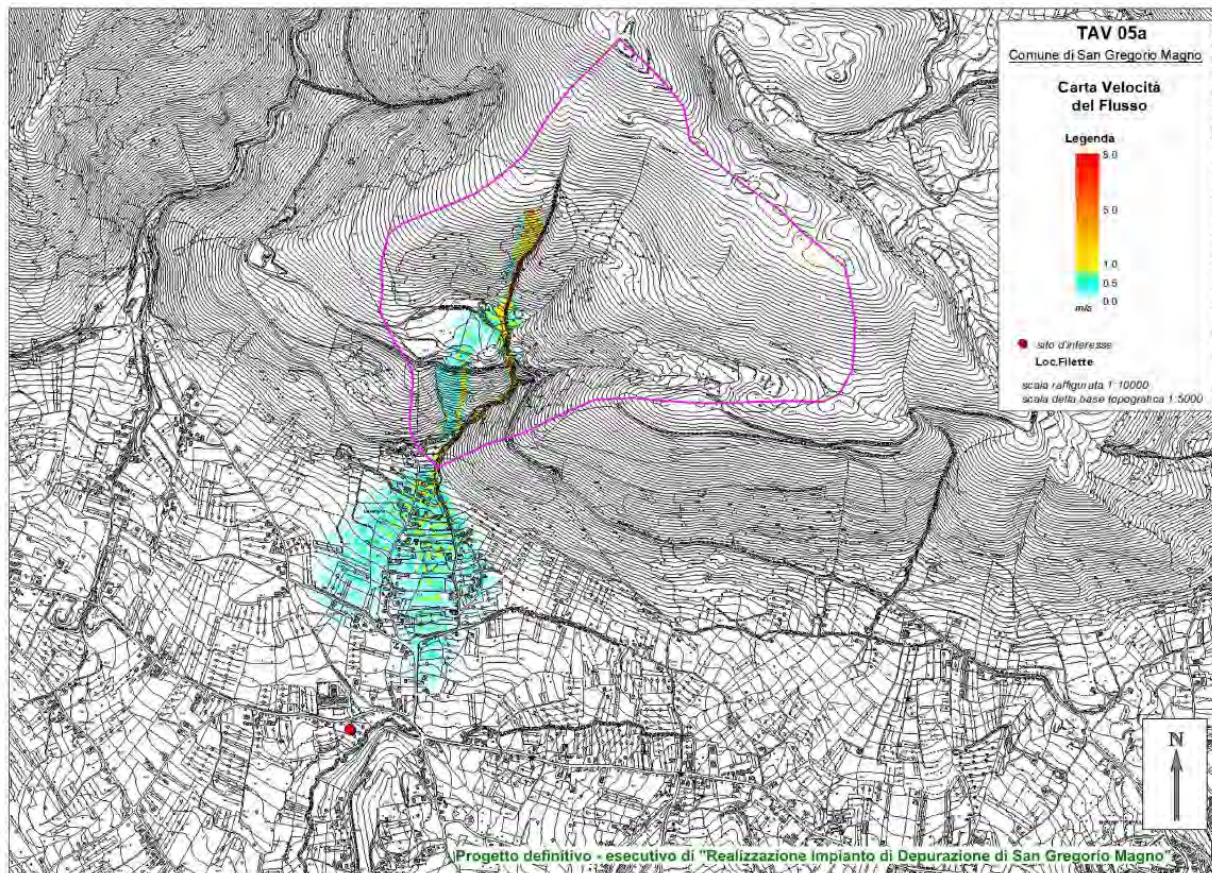 TAV 05a
Comune di San Gregorio Magno
Carta Velocità
del Flusso
Legenda
5.0
1.0
0.5
0.0
m/s
sito d'interesse
Loc.Filette
scala raffigurata 1:10000
scala della base topografica 1:5000
N
Progetto definitivo - esecutivo di "Realizzazione Impianto di Depurazione di San Gregorio Magno"